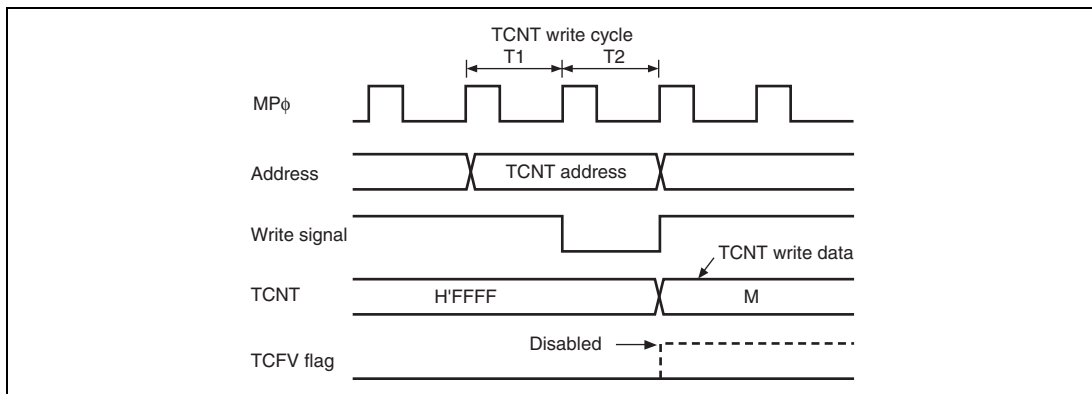 TCNT write cycle
T1 T2
MPϕ
Address TCNT address
Write signal
TCNT write data
TCNT H'FFFF M
Disabled
TCFV flag